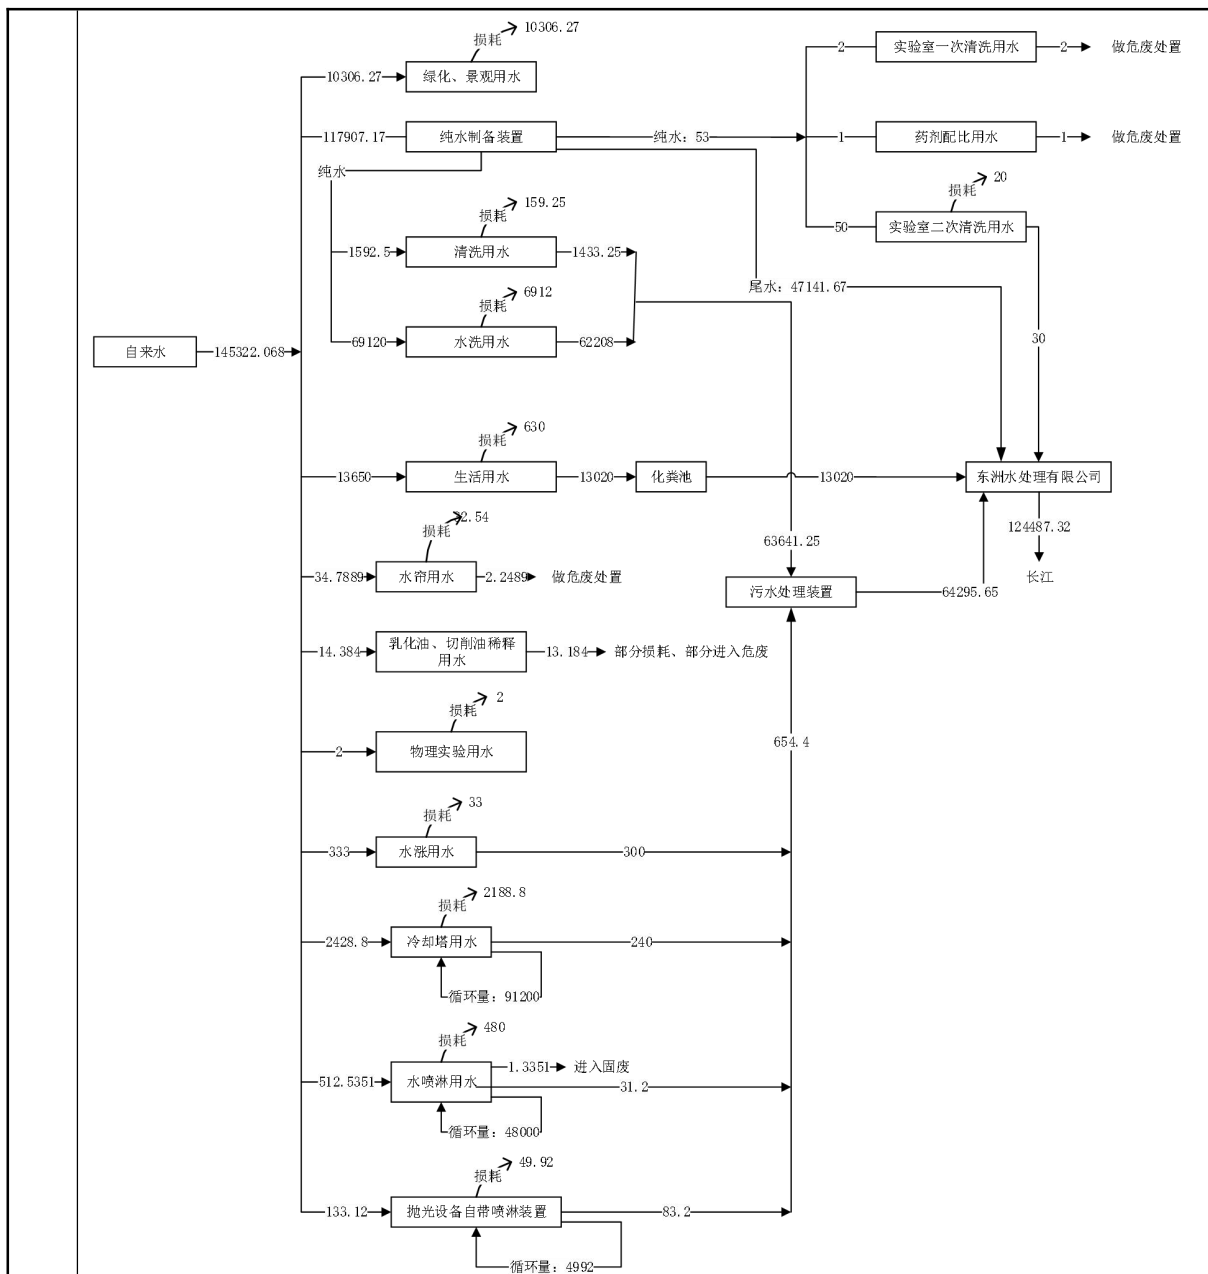 10306.27
损耗
10306.27
绿化、景观用水
2
实验室一次清洗用水
2
做危废处置
117907.17
纯水制备装置
纯水：53
1
药剂配比用水
1
做危废处置
纯水
损耗
20
50
实验室二次清洗用水
损耗
159.25
1592.5
清洗用水
1433.25
尾水：47141.67
损耗
6912
69120
水洗用水
62208
30
自来水
145322.068
损耗
630
13650
生活用水
13020
化粪池
13020
东洲水处理有限公司
124487.32
长江
损耗
32.54
63641.25
34.7889
水帘用水
2.2489
做危废处置
污水处理装置
64295.65
14.384
乳化油、切削油稀释
用水
13.184
部分损耗、部分进入危废
损耗
2
2
物理实验用水
654.4
损耗
33
333
水涨用水
300
损耗
2188.8
2428.8
冷却塔用水
240
循环量：91200
损耗
480
1.3351
进入固废
512.5351
水喷淋用水
31.2
循环量：48000
损耗
49.92
133.12
抛光设备自带喷淋装置
83.2
循环量：4992